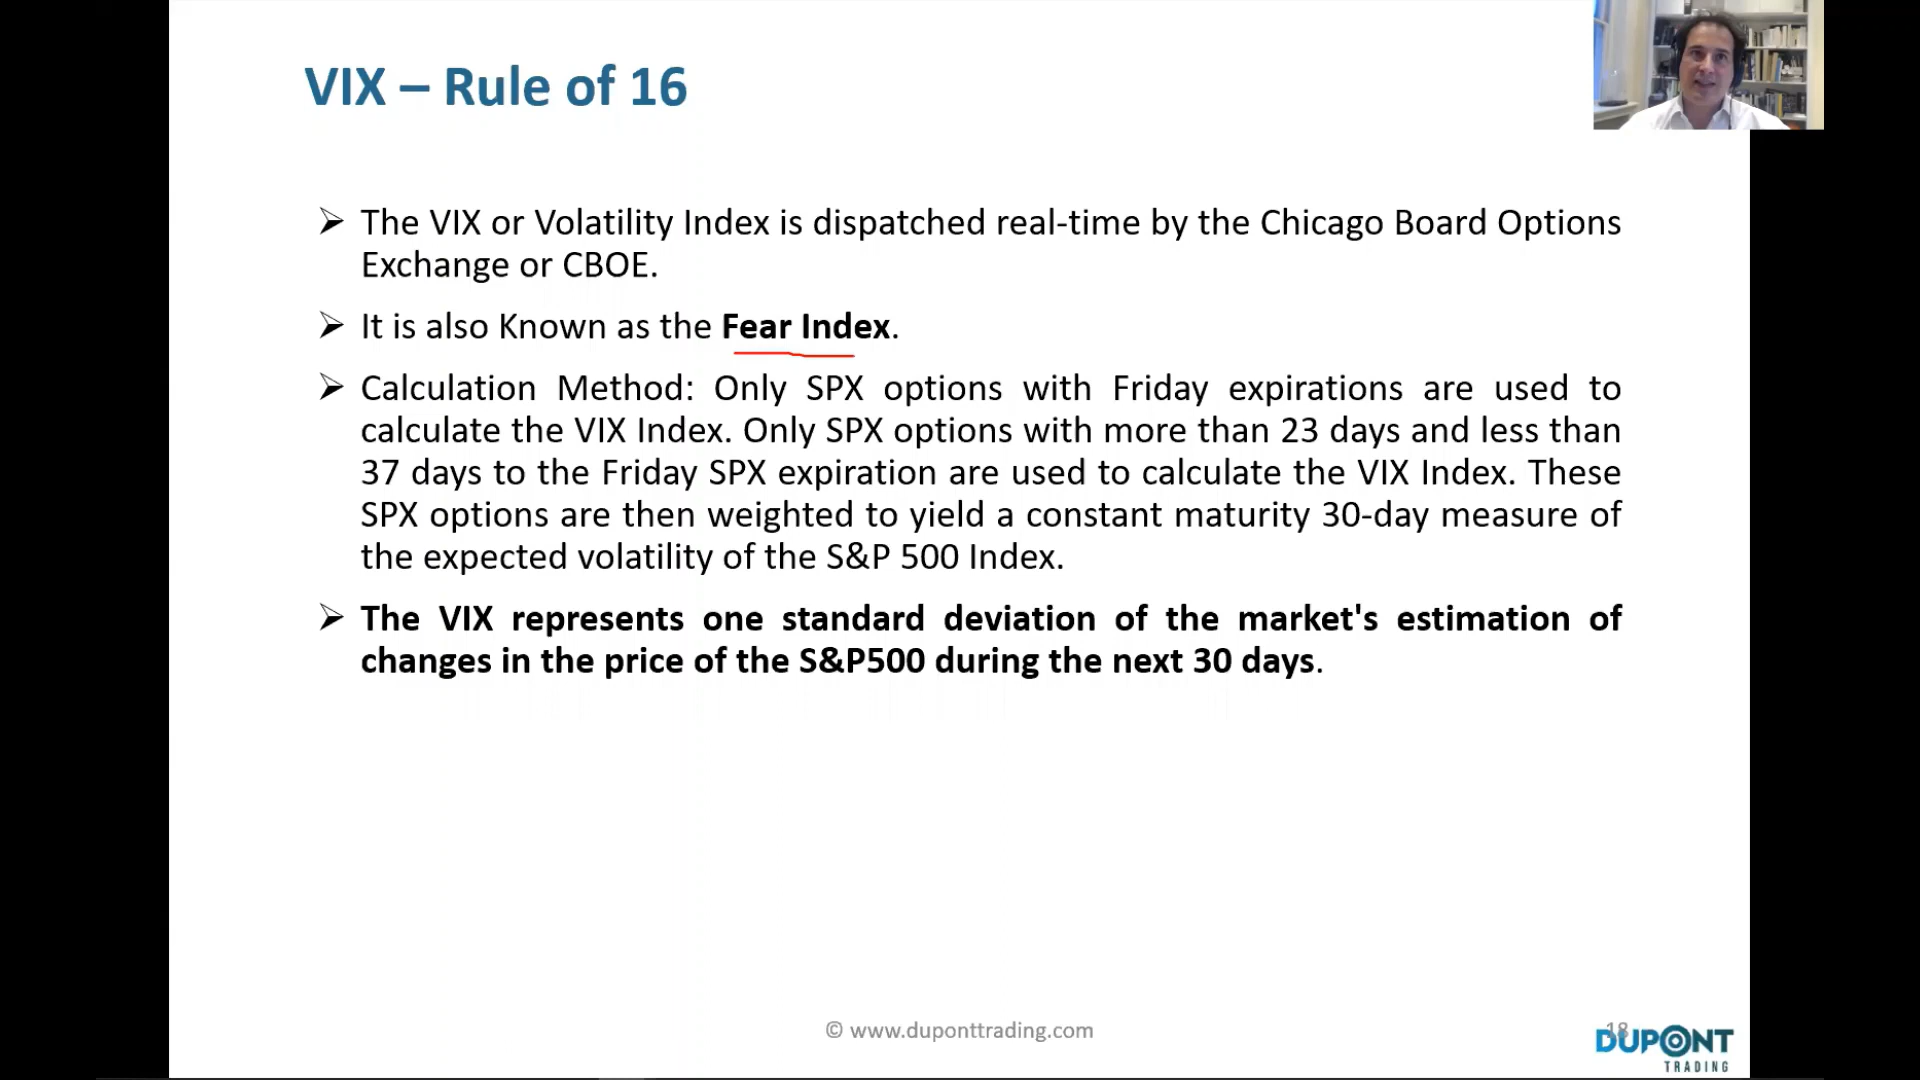 VIX – Rule of 16
➢ The VIX or Volatility Index is dispatched real-time by the Chicago Board Options
Exchange or CBOE.
➢ It is also Known as the Fear Index.
➢ Calculation Method: Only SPX options with Friday expirations are used to
calculate the VIX Index. Only SPX options with more than 23 days and less than
37 days to the Friday SPX expiration are used to calculate the VIX Index. These
SPX options are then weighted to yield a constant maturity 30-day measure of
the expected volatility of the S&P 500 Index.
➢ The VIX represents one standard deviation of the market's estimation of
changes in the price of the S&P500 during the next 30 days.
© www.duponttrading.com
18
DUPONT
TRADING